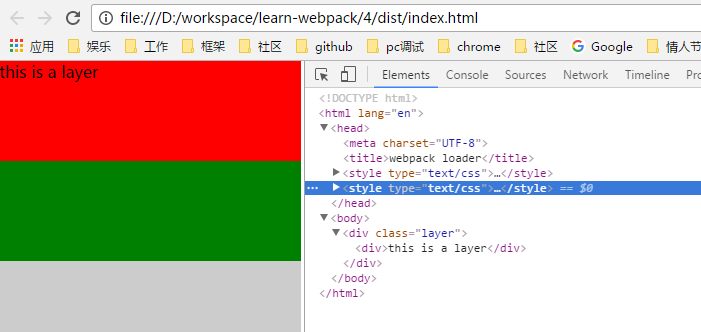 file:///D:/workspace/learn-webpack/4/dist/index.html
应用 娱乐 工作 框架 社区 github pc调试 chrome 社区 Google 情人节
this is a layer
Elements Console Sources Network Timeline
<!DOCTYPE html>
<html lang="en">
▼<head>
<meta charset="UTF-8">
<title>webpack loader</title>
▶<style type="text/css">…</style>
••• ▶<style type="text/css">…</style> == $0
</head>
▼<body>
▼<div class="layer">
<div>this is a layer</div>
</div>
</body>
</html>